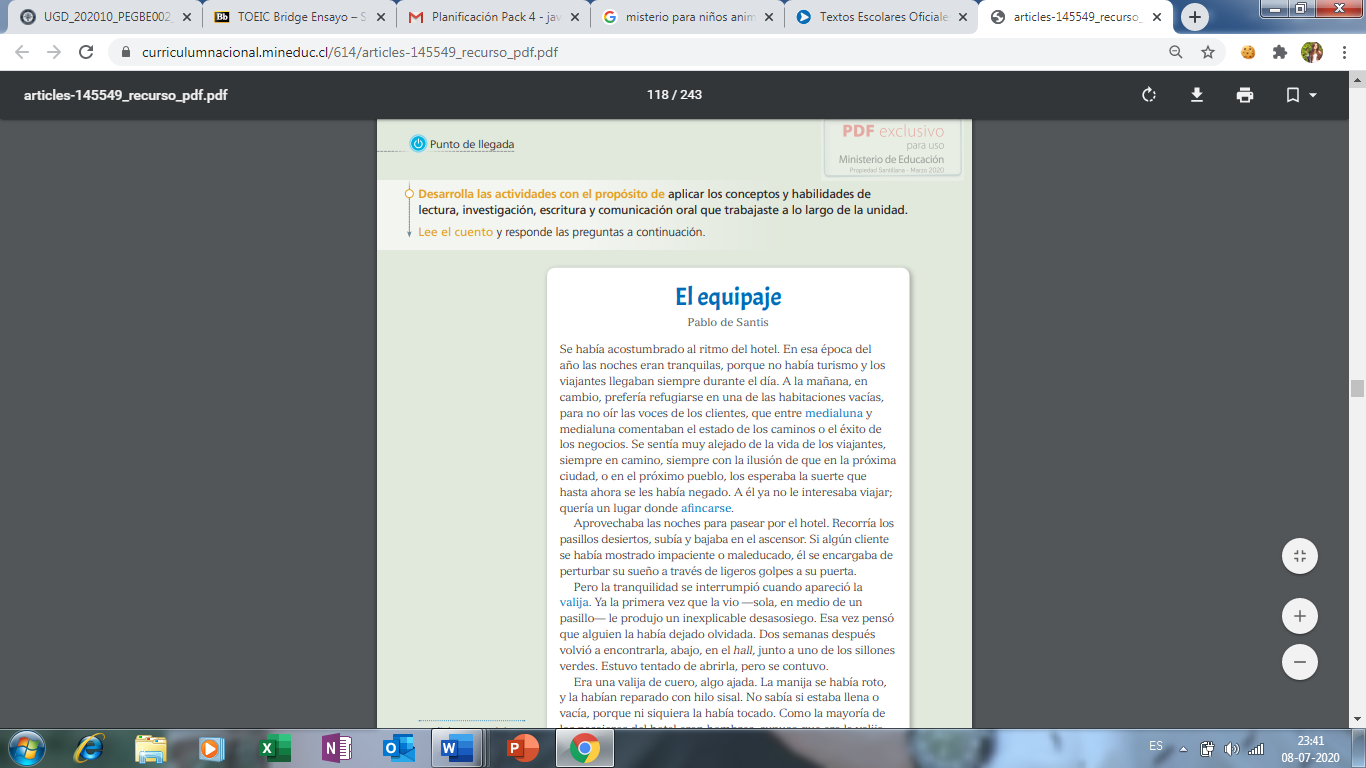 UGD_202010_PEGBE002_
TOEIC Bridge Ensayo – S
Planificación Pack 4 - jav
misterio para niños anim
Textos Escolares Oficiales
articles-145549_recurso_
curriculumnacional.mineduc.cl/614/articles-145549_recurso_pdf.pdf
articles-145549_recurso_pdf.pdf
118 / 243
Punto de llegada
PDF exclusivo
para uso
Ministerio de Educación
Propiedad Santillana - Marzo 2020
Desarrolla las actividades con el propósito de aplicar los conceptos y habilidades de
lectura, investigación, escritura y comunicación oral que trabajaste a lo largo de la unidad.
Lee el cuento y responde las preguntas a continuación.
El equipaje
Pablo de Santis
Se había acostumbrado al ritmo del hotel. En esa época del
año las noches eran tranquilas, porque no había turismo y los
viajantes llegaban siempre durante el día. A la mañana, en
cambio, prefería refugiarse en una de las habitaciones vacías,
para no oír las voces de los clientes, que entre medialuna y
medialuna comentaban el estado de los caminos o el éxito de
los negocios. Se sentía muy alejado de la vida de los viajantes,
siempre en camino, siempre con la ilusión de que en la próxima
ciudad, o en el próximo pueblo, los esperaba la suerte que
hasta ahora se les había negado. A él ya no le interesaba viajar;
quería un lugar donde afincarse.
Aprovechaba las noches para pasear por el hotel. Recorría los
pasillos desiertos, subía y bajaba en el ascensor. Si algún cliente
se había mostrado impaciente o maleducado, él se encargaba de
perturbar su sueño a través de ligeros golpes a su puerta.
Pero la tranquilidad se interrumpió cuando apareció la
valija. Ya la primera vez que la vio —sola, en medio de un
pasillo— le produjo un inexplicable desasosiego. Esa vez pensó
que alguien la había dejado olvidada. Dos semanas después
volvió a encontrarla, abajo, en el hall, junto a uno de los sillones
verdes. Estuvo tentado de abrirla, pero se contuvo.
Era una valija de cuero, algo ajada. La manija se había roto,
y la habían reparado con hilo sisal. No sabía si estaba llena o
vacía, porque ni siquiera la había tocado. Como la mayoría de
ES
23:41
08-07-2020